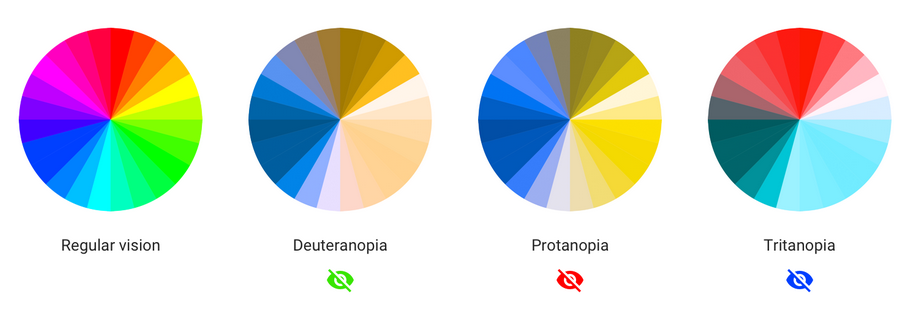 Regular vision
Deuteranopia
Protanopia
Tritanopia